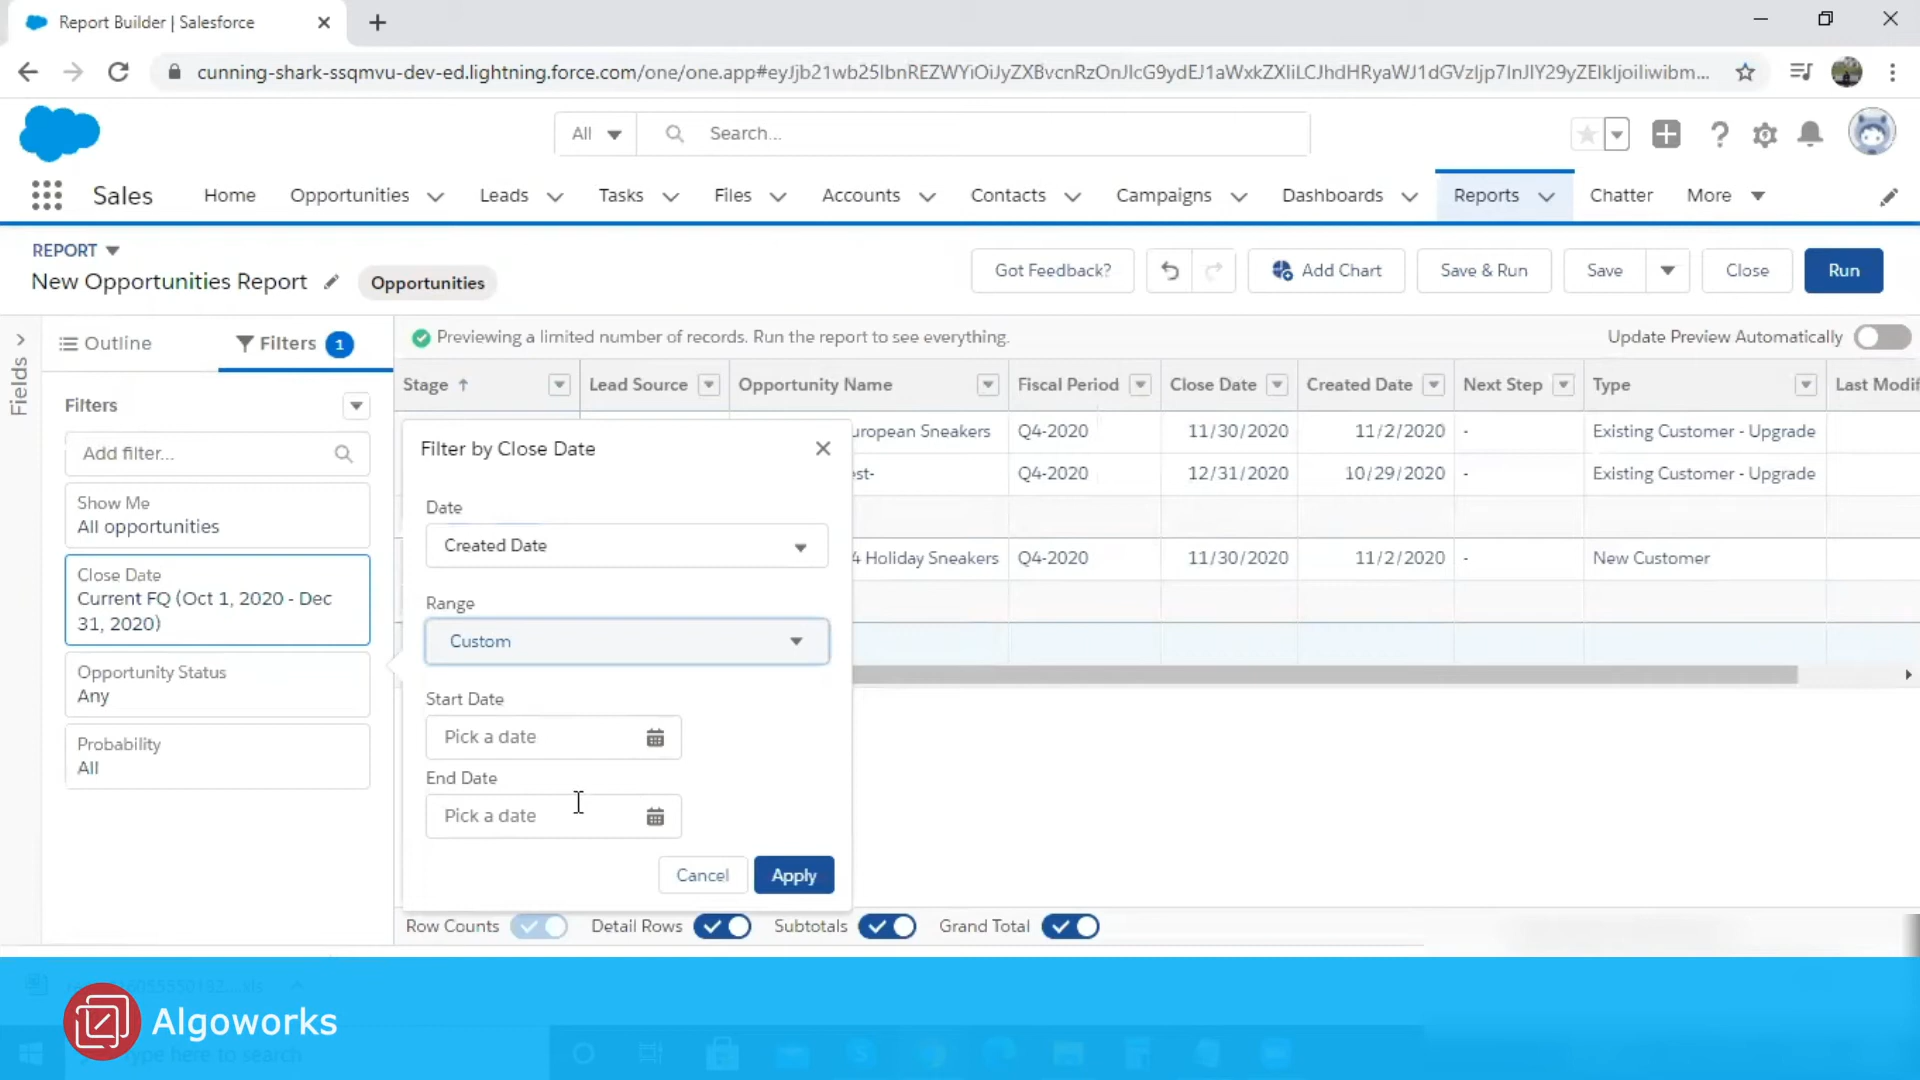 Report Builder | Salesforce
cunning-shark-ssqmvu-dev-ed.lightning.force.com/one/one.app#eyJjb21wb25lbnREZWYiOiJyZXBvcnRzOnJlcG9ydEJ1aWxkZXIiLCJhdHRyaWJ1dGVzIjp7InJlY29yZElkIjoiIiwibm...
All
Search...
Sales
Home
Opportunities
Leads
Tasks
Files
Accounts
Contacts
Campaigns
Dashboards
Reports
Chatter
More
REPORT
New Opportunities Report
Opportunities
Got Feedback?
Add Chart
Save & Run
Save
Close
Run
Fields
Outline
Filters 1
Previewing a limited number of records. Run the report to see everything.
Update Preview Automatically
Filters
Add filter...
Show Me
All opportunities
Close Date
Current FQ (Oct 1, 2020 - Dec
31, 2020)
Opportunity Status
Any
Probability
All
Stage
Lead Source
Opportunity Name
Fiscal Period
Close Date
Created Date
Next Step
Type
Last Modif
uropean Sneakers Q4-2020 11/30/2020 11/2/2020 - Existing Customer - Upgrade
est- Q4-2020 12/31/2020 10/29/2020 - Existing Customer - Upgrade
4 Holiday Sneakers Q4-2020 11/30/2020 11/2/2020 - New Customer
Filter by Close Date
Date
Created Date
Range
Custom
Start Date
Pick a date
End Date
Pick a date
Cancel
Apply
Row Counts
Detail Rows
Subtotals
Grand Total
Algoworks
Type here to search